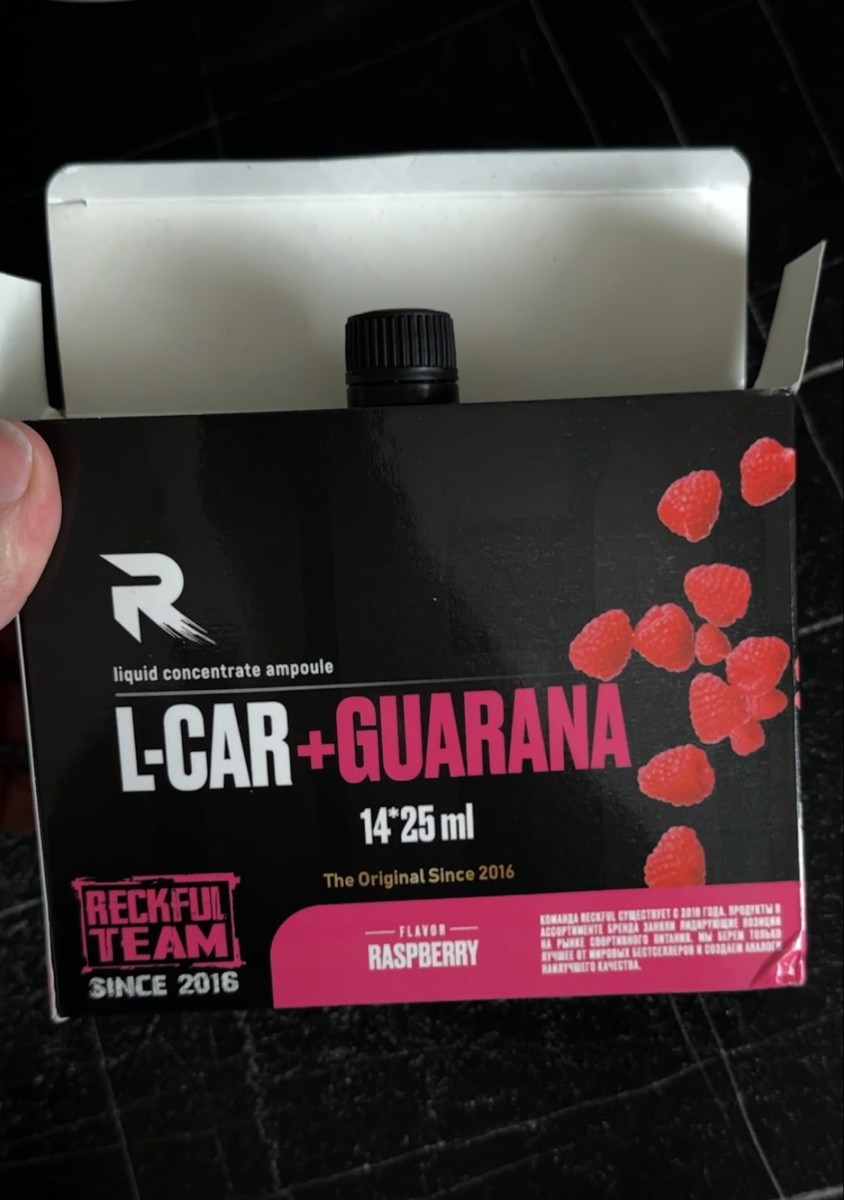 liquid concentrate ampoule
L-CAR+GUARANA
14*25 ml
The Original Since 2016
RECKFUL
TEAM
SINCE 2016
FLAVOR
RASPBERRY
КОМАНДА RECKFUL СУЩЕСТВУЕТ С 2016 ГОДА. ПРОДУКТЫ В
АССОРТИМЕНТЕ БРЕНДА ЗАНЯЛИ ЛИДИРУЮЩИЕ ПОЗИЦИИ
НА РЫНКЕ СПОРТИВНОГО ПИТАНИЯ. МЫ БЕРЕМ ТОЛЬКО
ЛУЧШЕЕ ОТ МИРОВЫХ БЕСТСЕЛЛЕРОВ И СОЗДАЕМ АНАЛОГИ
НАИЛУЧШЕГО КАЧЕСТВА.